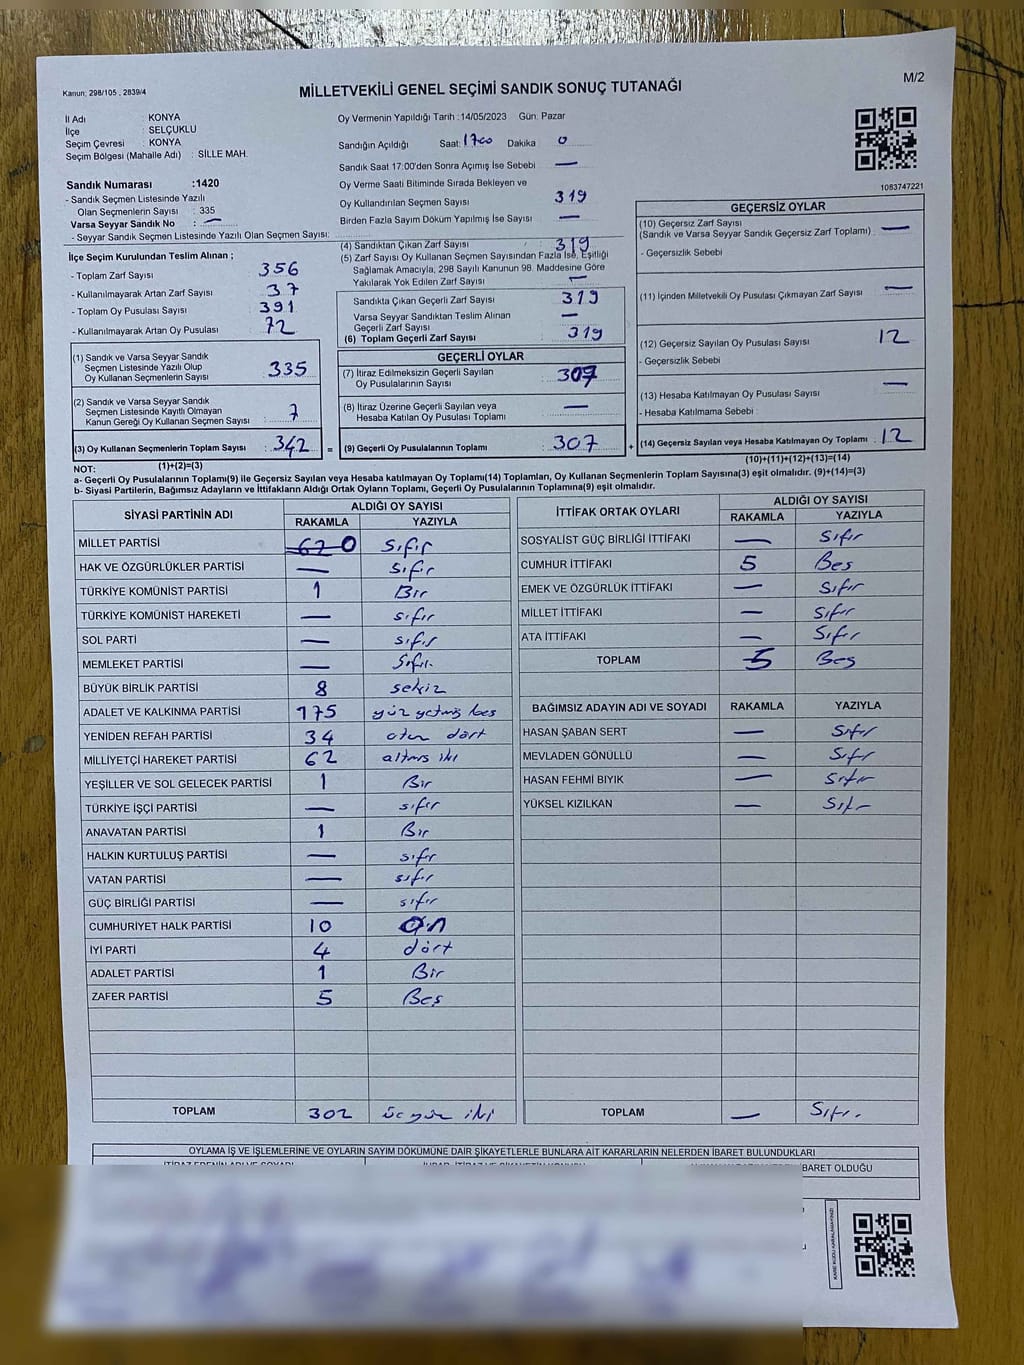 Kanun: 298/105 , 2839/4
MİLLETVEKİLİ GENEL SEÇİMİ SANDIK SONUÇ TUTANAĞI
M/2
İl Adı : KONYA
İlçe : SELÇUKLU
Seçim Çevresi : KONYA
Seçim Bölgesi (Mahalle Adı) : SİLLE MAH.
Sandık Numarası :1420
- Sandık Seçmen Listesinde Yazılı
Olan Seçmenlerin Sayısı : 335
Varsa Seyyar Sandık No : —
- Seyyar Sandık Seçmen Listesinde Yazılı Olan Seçmen Sayısı:
Oy Vermenin Yapıldığı Tarih :14/05/2023 Gün: Pazar
Sandığın Açıldığı Saat: 1700 Dakika 0
Sandık Saat 17:00'den Sonra Açılmış İse Sebebi —
Oy Verme Saati Bitiminde Sırada Bekleyen ve
Oy Kullandırılan Seçmen Sayısı 319
Birden Fazla Sayım Döküm Yapılmış İse Sayısı —
(4) Sandıktan Çıkan Zarf Sayısı 319
(5) Zarf Sayısı Oy Kullanan Seçmen Sayısından Fazla İse, Eşitliği
Sağlamak Amacıyla, 298 Sayılı Kanunun 98. Maddesine Göre
Yakılarak Yok Edilen Zarf Sayısı —
1083747221
İlçe Seçim Kurulundan Teslim Alınan ;
- Toplam Zarf Sayısı 356
- Kullanılmayarak Artan Zarf Sayısı 37
- Toplam Oy Pusulası Sayısı 391
- Kullanılmayarak Artan Oy Pusulası 72
Sandıkta Çıkan Geçerli Zarf Sayısı 319
Varsa Seyyar Sandıktan Teslim Alınan
Geçerli Zarf Sayısı —
(6) Toplam Geçerli Zarf Sayısı 319
GEÇERSİZ OYLAR
(10) Geçersiz Zarf Sayısı
(Sandık ve Varsa Seyyar Sandık Geçersiz Zarf Toplamı) —
- Geçersizlik Sebebi
(11) İçinden Milletvekili Oy Pusulası Çıkmayan Zarf Sayısı —
(12) Geçersiz Sayılan Oy Pusulası Sayısı 12
- Geçersizlik Sebebi
(13) Hesaba Katılmayan Oy Pusulası Sayısı —
- Hesaba Katılmama Sebebi :
(14) Geçersiz Sayılan veya Hesaba Katılmayan Oy Toplamı : 12
(10)+(11)+(12)+(13)=(14)
(1) Sandık ve Varsa Seyyar Sandık
Seçmen Listesinde Yazılı Olup
Oy Kullanan Seçmenlerin Sayısı 335
(2) Sandık ve Varsa Seyyar Sandık
Seçmen Listesinde Kayıtlı Olmayan
Kanun Gereği Oy Kullanan Seçmen Sayısı 7
(3) Oy Kullanan Seçmenlerin Toplam Sayısı : 342 =
(1)+(2)=(3)
GEÇERLİ OYLAR
(7) İtiraz Edilmeksizin Geçerli Sayılan
Oy Pusulalarının Sayısı 307
(8) İtiraz Üzerine Geçerli Sayılan veya
Hesaba Katılan Oy Pusulası Toplamı —
(9) Geçerli Oy Pusulalarının Toplamı 307 +
NOT:
a- Geçerli Oy Pusulalarının Toplamı(9) ile Geçersiz Sayılan veya Hesaba katılmayan Oy Toplamı(14) Toplamları, Oy Kullanan Seçmenlerin Toplam Sayısına(3) eşit olmalıdır. (9)+(14)=(3)
b- Siyasi Partilerin, Bağımsız Adayların ve İttifakların Aldığı Ortak Oyların Toplamı, Geçerli Oy Pusulalarının Toplamına(9) eşit olmalıdır.
SİYASİ PARTİNİN ADI ALDIĞI OY SAYISI
RAKAMLA YAZIYLA
MİLLET PARTİSİ 62 0 Sıfır
HAK VE ÖZGÜRLÜKLER PARTİSİ — Sıfır
TÜRKİYE KOMÜNİST PARTİSİ 1 Bir
TÜRKİYE KOMÜNİST HAREKETİ — sıfır
SOL PARTİ — sıfır
MEMLEKET PARTİSİ — Sıfır
BÜYÜK BİRLİK PARTİSİ 8 sekiz
ADALET VE KALKINMA PARTİSİ 175 yüz yetmiş beş
YENİDEN REFAH PARTİSİ 34 otuz dört
MİLLİYETÇİ HAREKET PARTİSİ 62 altmış iki
YEŞİLLER VE SOL GELECEK PARTİSİ 1 Bir
TÜRKİYE İŞÇİ PARTİSİ — sıfır
ANAVATAN PARTİSİ 1 Bir
HALKIN KURTULUŞ PARTİSİ — sıfır
VATAN PARTİSİ — sıfır
GÜÇ BİRLİĞİ PARTİSİ — sıfır
CUMHURİYET HALK PARTİSİ 10 On
İYİ PARTİ 4 dört
ADALET PARTİSİ 1 Bir
ZAFER PARTİSİ 5 Beş
TOPLAM 302 üç yüz iki
İTTİFAK ORTAK OYLARI ALDIĞI OY SAYISI
RAKAMLA YAZIYLA
SOSYALİST GÜÇ BİRLİĞİ İTTİFAKI — Sıfır
CUMHUR İTTİFAKI 5 Beş
EMEK VE ÖZGÜRLÜK İTTİFAKI — Sıfır
MİLLET İTTİFAKI — Sıfır
ATA İTTİFAKI — Sıfır
TOPLAM 5 Beş
BAĞIMSIZ ADAYIN ADI VE SOYADI RAKAMLA YAZIYLA
HASAN ŞABAN SERT — Sıfır
MEVLADEN GÖNÜLLÜ — Sıfır
HASAN FEHMİ BIYIK — Sıfır
YÜKSEL KIZILKAN — Sıfır
TOPLAM — Sıfır
OYLAMA İŞ VE İŞLEMLERİNE VE OYLARIN SAYIM DÖKÜMÜNE DAİR ŞİKAYETLERLE BUNLARA AİT KARARLARIN NELERDEN İBARET BULUNDUKLARI
BARET OLDUĞU